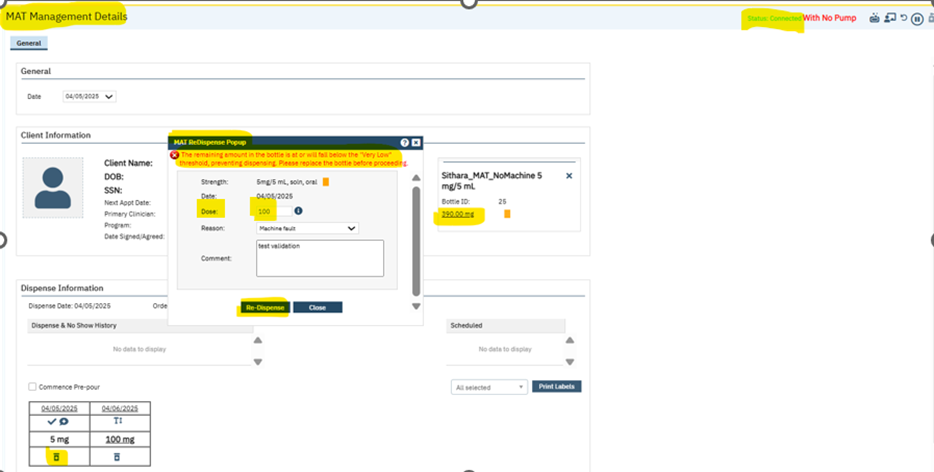 MAT Management Details
Status: Connected With No Pump
General
General
Date 04/05/2025
Client Information
Client Name:
DOB:
SSN:
Next Appt Date:
Primary Clinician:
Program:
Date Signed/Agreed:
MAT ReDispense Popup
The remaining amount in the bottle is at or will fall below the "Very Low"
threshold, preventing dispensing. Please replace the bottle before proceeding.
Strength: 5mg/5 mL, soln, oral
Date: 04/05/2025
Dose: 100
Reason: Machine fault
Comment: test validation
Re-Dispense Close
Sithara_MAT_NoMachine 5
mg/5 mL
Bottle ID: 25
390.00 mg
Dispense Information
Dispense Date: 04/05/2025 Orde
Dispense & No Show History
No data to display
Scheduled
No data to display
Commence Pre-pour
All selected Print Labels
04/05/2025 04/06/2025
5 mg 100 mg